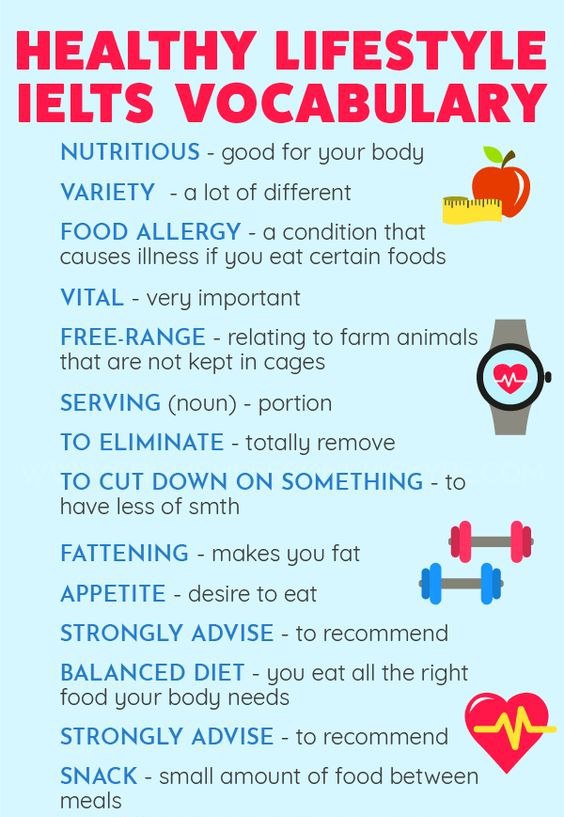 HEALTHY LIFESTYLE
IELTS VOCABULARY
NUTRITIOUS - good for your body
VARIETY - a lot of different
FOOD ALLERGY - a condition that
causes illness if you eat certain foods
VITAL - very important
FREE-RANGE - relating to farm animals
that are not kept in cages
SERVING (noun) - portion
TO ELIMINATE - totally remove
TO CUT DOWN ON SOMETHING - to
have less of smth
FATTENING - makes you fat
APPETITE - desire to eat
STRONGLY ADVISE - to recommend
BALANCED DIET - you eat all the right
food your body needs
STRONGLY ADVISE - to recommend
SNACK - small amount of food between
meals